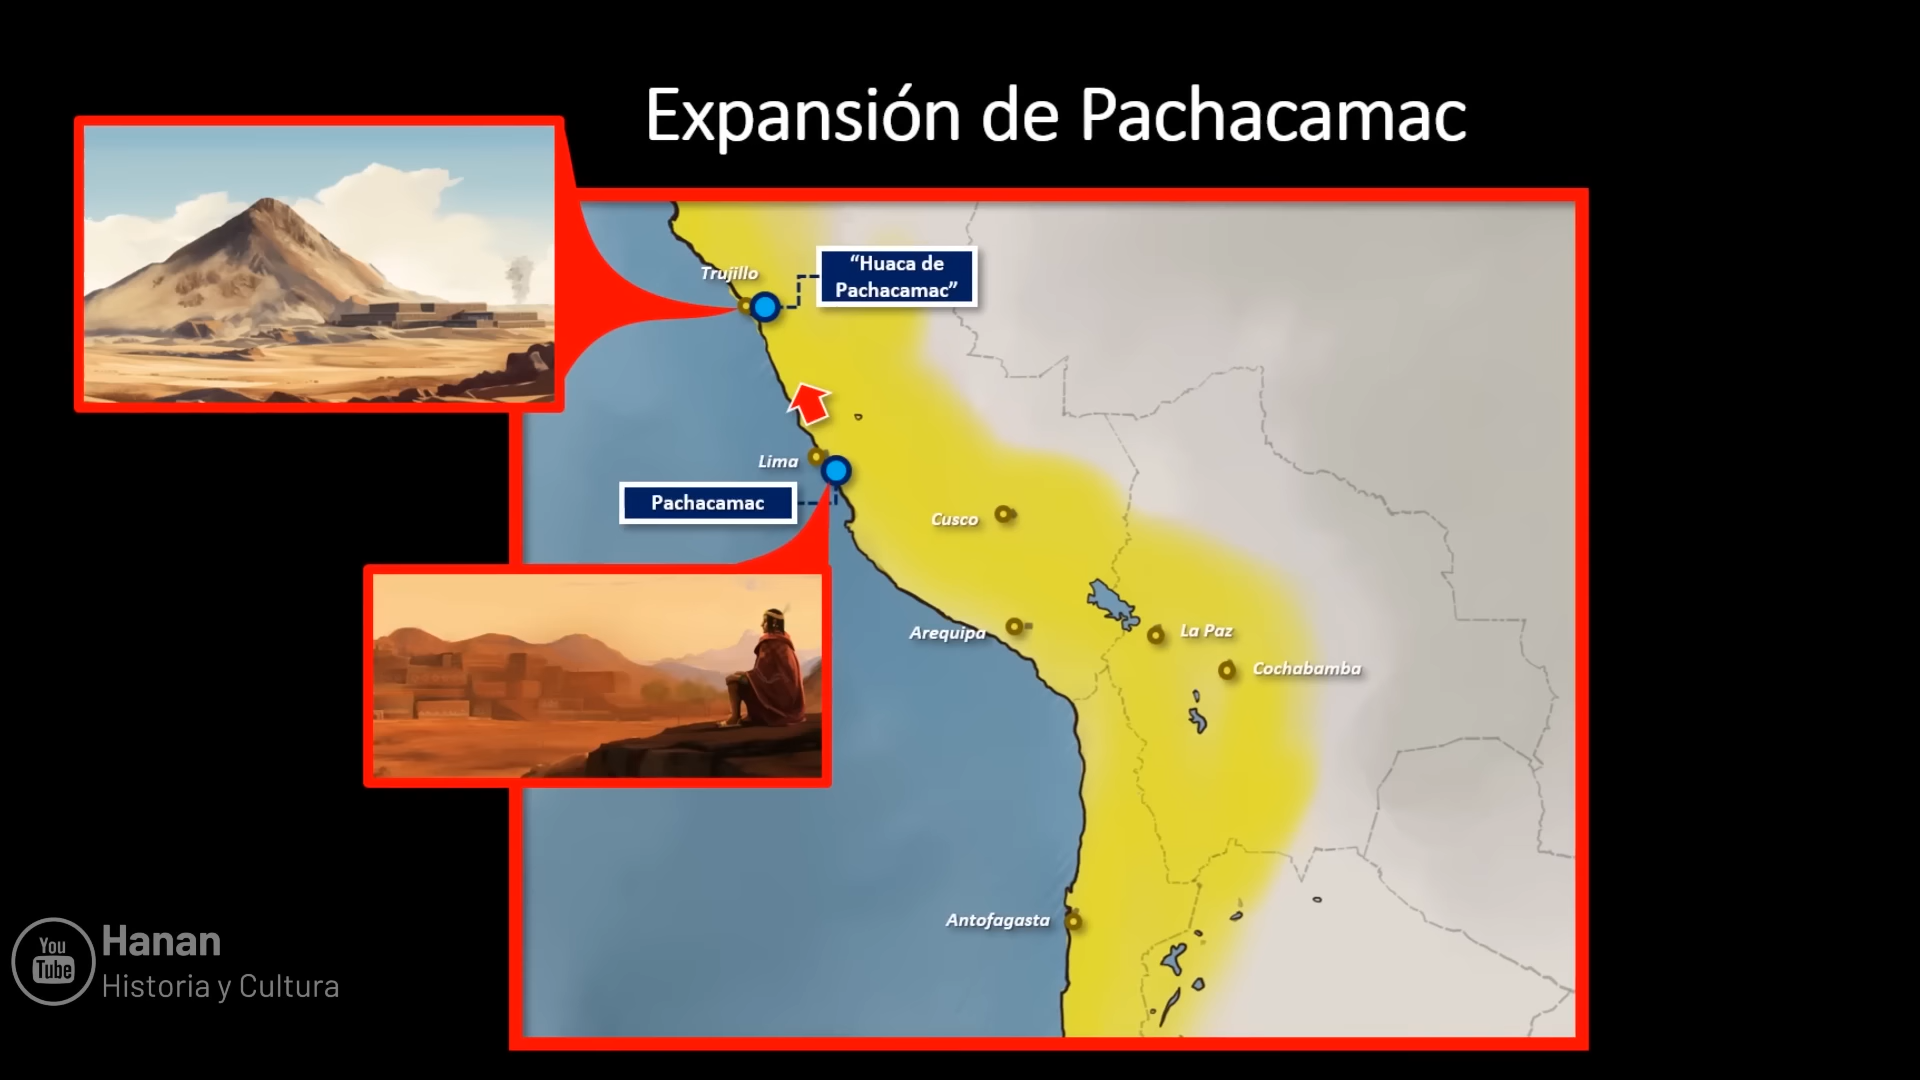 Expansión de Pachacamac
Trujillo
“Huaca de
Pachacamac”
Lima
Pachacamac
Cusco
Arequipa
La Paz
Cochabamba
Antofagasta
You
Tube
Hanan
Historia y Cultura